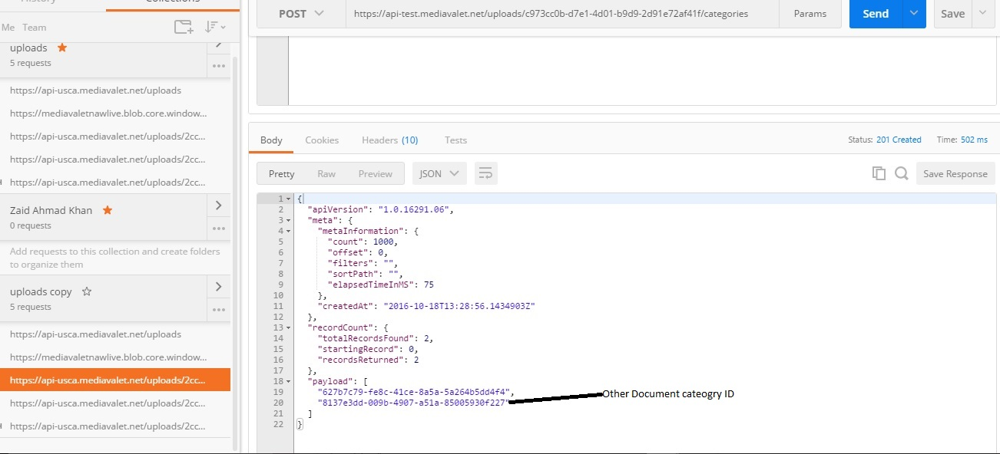 History
Collections
Me Team
uploads
5 requests
https://api-usca.mediavalet.net/uploads
https://mediavaletnawlive.blob.core.window...
https://api-usca.mediavalet.net/uploads/2cc...
https://api-usca.mediavalet.net/uploads/2cc...
https://api-usca.mediavalet.net/uploads/2cc...
Zaid Ahmad Khan
0 requests
Add requests to this collection and create folders
to organize them
uploads copy
5 requests
https://api-usca.mediavalet.net/uploads
https://mediavaletnawlive.blob.core.window...
https://api-usca.mediavalet.net/uploads/2cc...
https://api-usca.mediavalet.net/uploads/2cc...
https://api-usca.mediavalet.net/uploads/2cc...
POST https://api-test.mediavalet.net/uploads/c973cc0b-d7e1-4d01-b9d9-2d91e72af41f/categories Params Send Save
Body Cookies Headers (10) Tests Status: 201 Created Time: 502 ms
Pretty Raw Preview JSON Save Response
1 {
2 "apiVersion": "1.0.16291.06",
3 "meta": {
4 "metaInformation": {
5 "count": 1000,
6 "offset": 0,
7 "filters": "",
8 "sortPath": "",
9 "elapsedTimeInMS": 75
10 },
11 "createdAt": "2016-10-18T13:28:56.1434903Z"
12 },
13 "recordCount": {
14 "totalRecordsFound": 2,
15 "startingRecord": 0,
16 "recordsReturned": 2
17 },
18 "payload": [
19 "627b7c79-fe8c-41ce-8a5a-5a264b5dd4f4",
20 "8137e3dd-009b-4907-a51a-85005930f227"
Other Document cateogry ID
21 ]
22 }